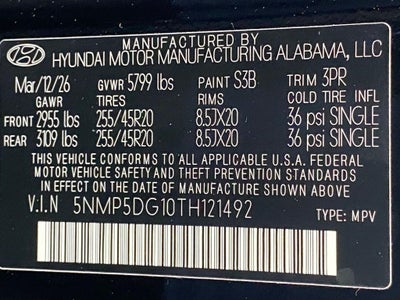 MANUFACTURED BY
HYUNDAI MOTOR MANUFACTURING ALABAMA, LLC
Mar/12/26 GVWR 5799 lbs PAINT S3B TRIM 3PR
GAWR TIRES RIMS COLD TIRE INFL
FRONT 2955 lbs 255/45R20 8.5JX20 36 psi SINGLE
REAR 3109 lbs 255/45R20 8.5JX20 36 psi SINGLE
THIS VEHICLE CONFORMS TO ALL APPLICABLE U.S.A. FEDERAL
MOTOR VEHICLE SAFETY, BUMPER, AND THEFT PREVENTION STANDARDS
IN EFFECT ON THE DATE OF MANUFACTURE SHOWN ABOVE.
V.I.N 5NMP5DG10TH121492 TYPE: MPV